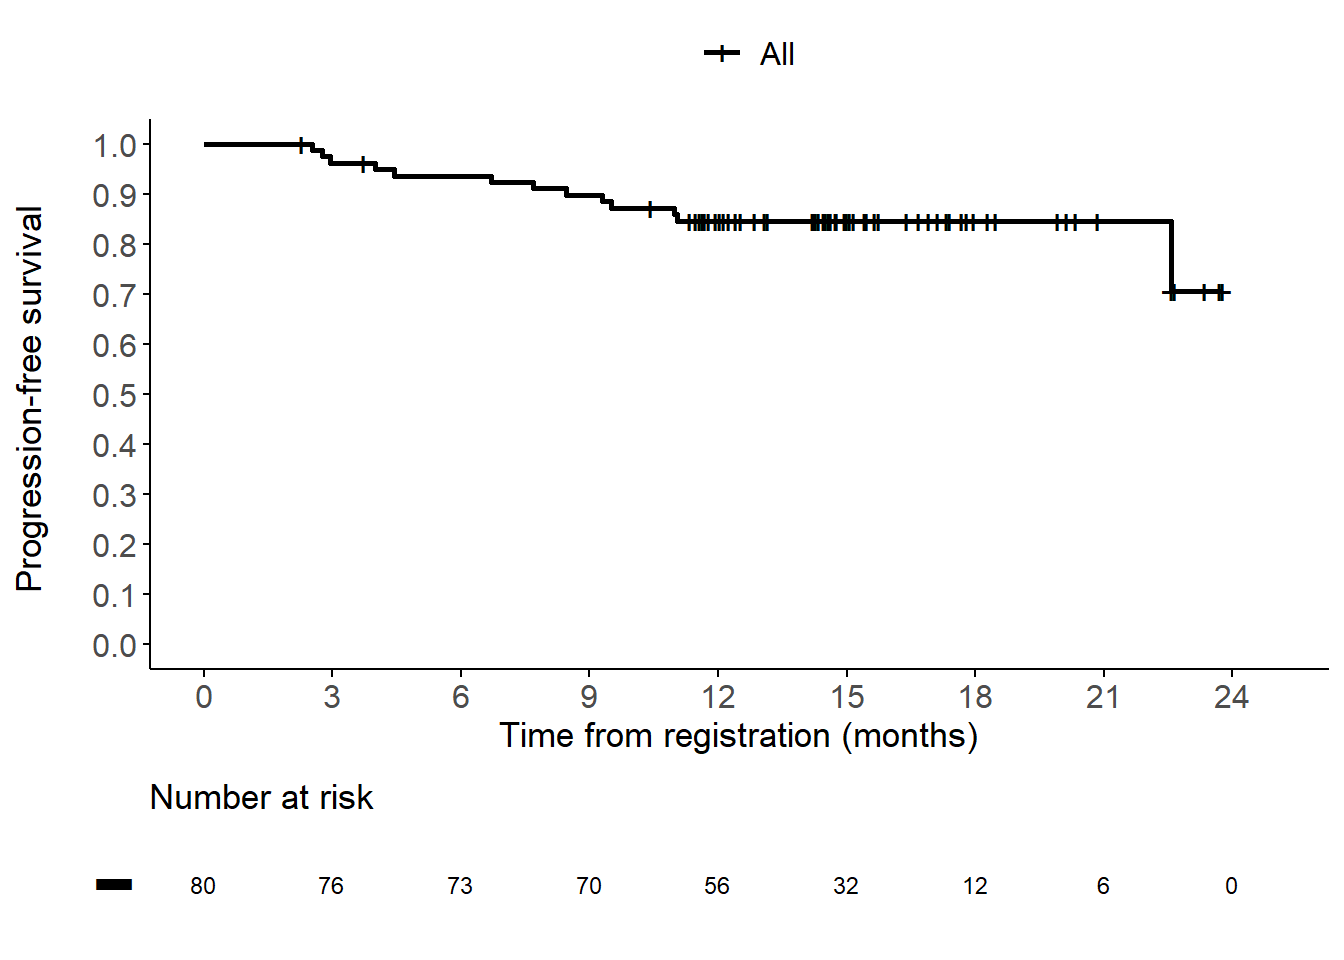 All
Progression-free survival
1.0
0.9
0.8
0.7
0.6
0.5
0.4
0.3
0.2
0.1
0.0
0 3 6 9 12 15 18 21 24
Time from registration (months)
Number at risk
80 76 73 70 56 32 12 6 0